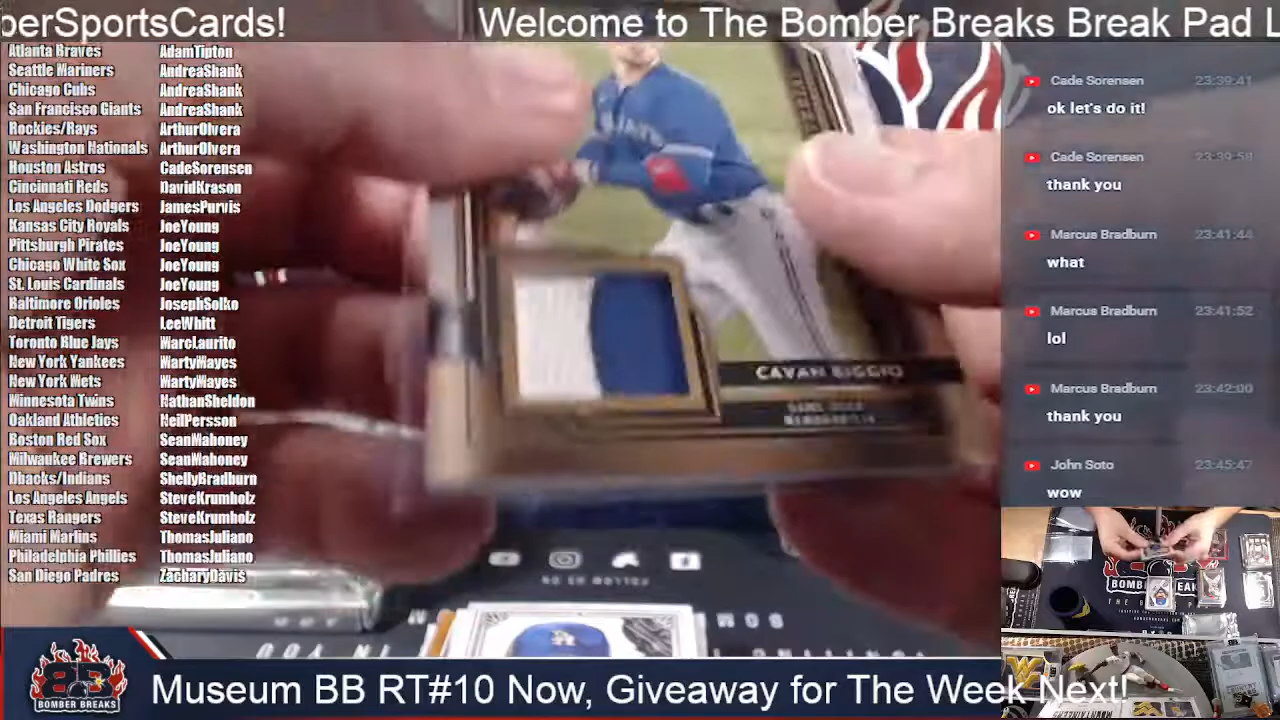 berSportsCards!
Welcome to The Bomber Breaks Break Pad L
Atlanta Braves AdamTipton
Seattle Mariners AndreaShank
Chicago Cubs AndreaShank
San Francisco Giants AndreaShank
Rockies/Rays ArthurOlvera
Washington Nationals ArthurOlvera
Houston Astros CadeSorensen
Cincinnati Reds DavidKrason
Los Angeles Dodgers JamesPurvis
Kansas City Royals JoeYoung
Pittsburgh Pirates JoeYoung
Chicago White Sox JoeYoung
St. Louis Cardinals JoeYoung
Baltimore Orioles JosephSolko
Detroit Tigers LeeWhitt
Toronto Blue Jays MarcLaurito
New York Yankees MartyMayes
New York Mets MartyMayes
Minnesota Twins NathanSheldon
Oakland Athletics NeilPersson
Boston Red Sox SeanMahoney
Milwaukee Brewers SeanMahoney
Dbacks/Indians ShellyBradburn
Los Angeles Angels SteveKrumholz
Texas Rangers SteveKrumholz
Miami Marlins ThomasJuliano
Philadelphia Phillies ThomasJuliano
San Diego Padres ZacharyDavis
CAVAN BIGGIO
Cade Sorensen 23:39:41
ok let's do it!
Cade Sorensen 23:39:58
thank you
Marcus Bradburn 23:41:44
what
Marcus Bradburn 23:41:52
lol
Marcus Bradburn 23:42:00
thank you
John Soto 23:45:47
wow
BOMBER BREAKS
BOMBER BREAKS
Museum BB RT#10 Now, Giveaway for The Week Next!